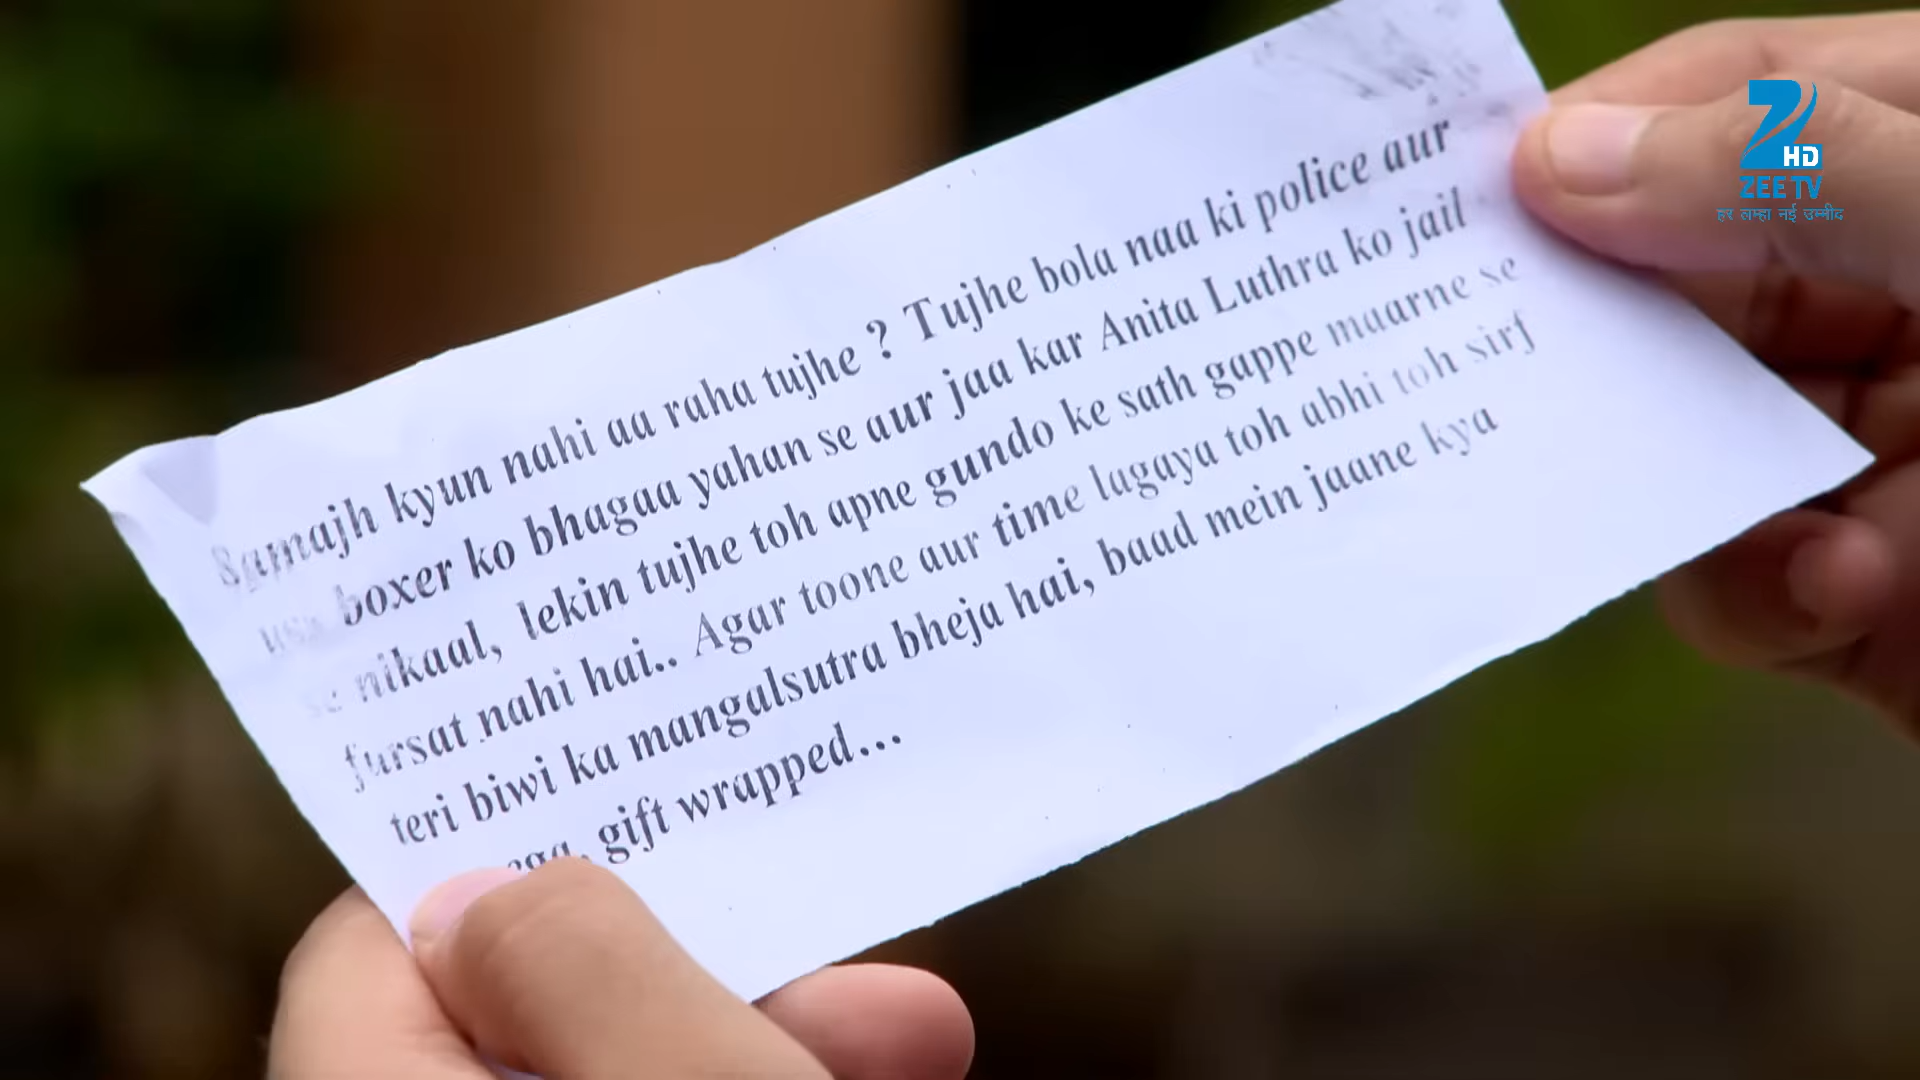 Samajh kyun nahi aa raha tujhe ? Tujhe bola naa ki police aur
uss boxer ko bhagaa yahan se aur jaa kar Anita Luthra ko jail
se nikaal, lekin tujhe toh apne gundo ke sath gappe maarne se
fursat nahi hai.. Agar toone aur time lagaya toh abhi toh sirf
teri biwi ka mangalsutra bheja hai, baad mein jaane kya
gift wrapped...
HD
ZEE TV
हर लम्हा नई उम्मीद